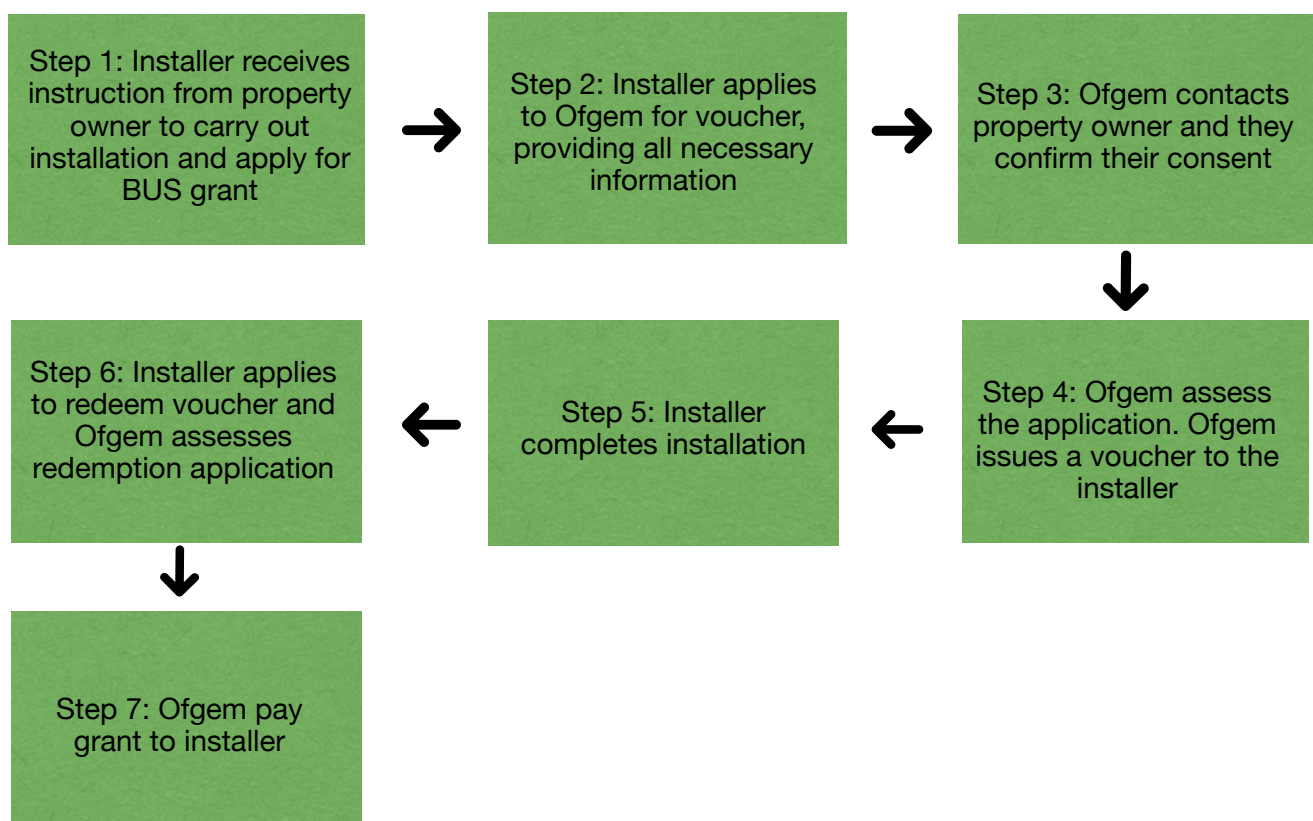 Step 1: Installer receives
instruction from property
owner to carry out
installation and apply for
BUS grant
Step 2: Installer applies
to Ofgem for voucher,
providing all necessary
information
Step 3: Ofgem contacts
property owner and they
confirm their consent
Step 4: Ofgem assess
the application. Ofgem
issues a voucher to the
installer
Step 5: Installer
completes installation
Step 6: Installer applies
to redeem voucher and
Ofgem assesses
redemption application
Step 7: Ofgem pay
grant to installer